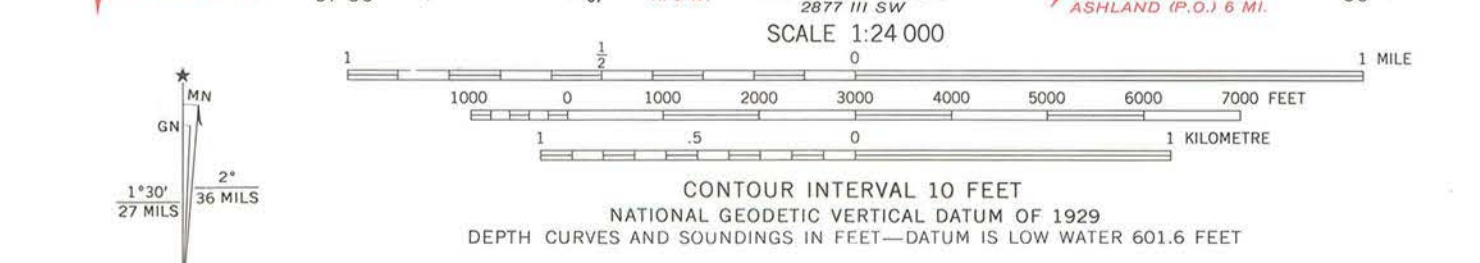 2877 III SW
ASHLAND (P.O.) 6 MI.
SCALE 1:24 000
1 1/2 0 1 MILE
1000 0 1000 2000 3000 4000 5000 6000 7000 FEET
1 .5 0 1 KILOMETRE
MN
GN
1°30'
27 MILS
2°
36 MILS
CONTOUR INTERVAL 10 FEET
NATIONAL GEODETIC VERTICAL DATUM OF 1929
DEPTH CURVES AND SOUNDINGS IN FEET—DATUM IS LOW WATER 601.6 FEET